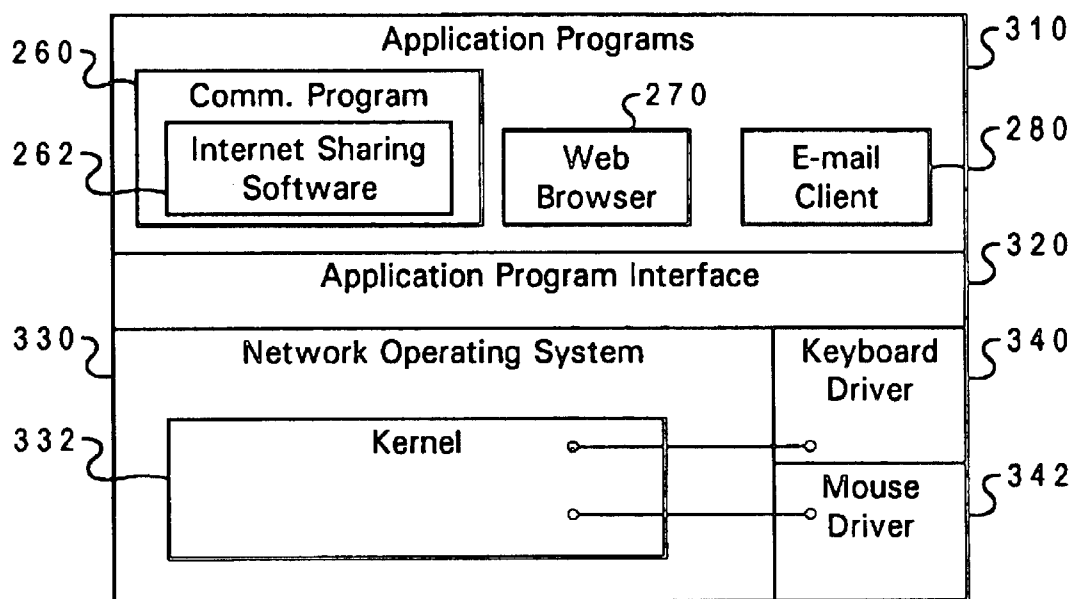 Application Programs
310
260
Comm. Program
270
262
Internet Sharing
Software
Web
Browser
E-mail
Client
280
320
Application Program Interface
330
Network Operating System
Keyboard
Driver
340
332
Kernel
Mouse
Driver
342